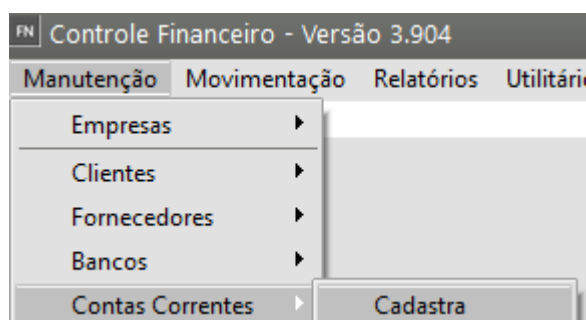 FN Controle Financeiro - Versão 3.904
Manutenção Movimentação Relatórios
Empresas
Clientes
Fornecedores
Bancos
Contas Correntes Cadastra